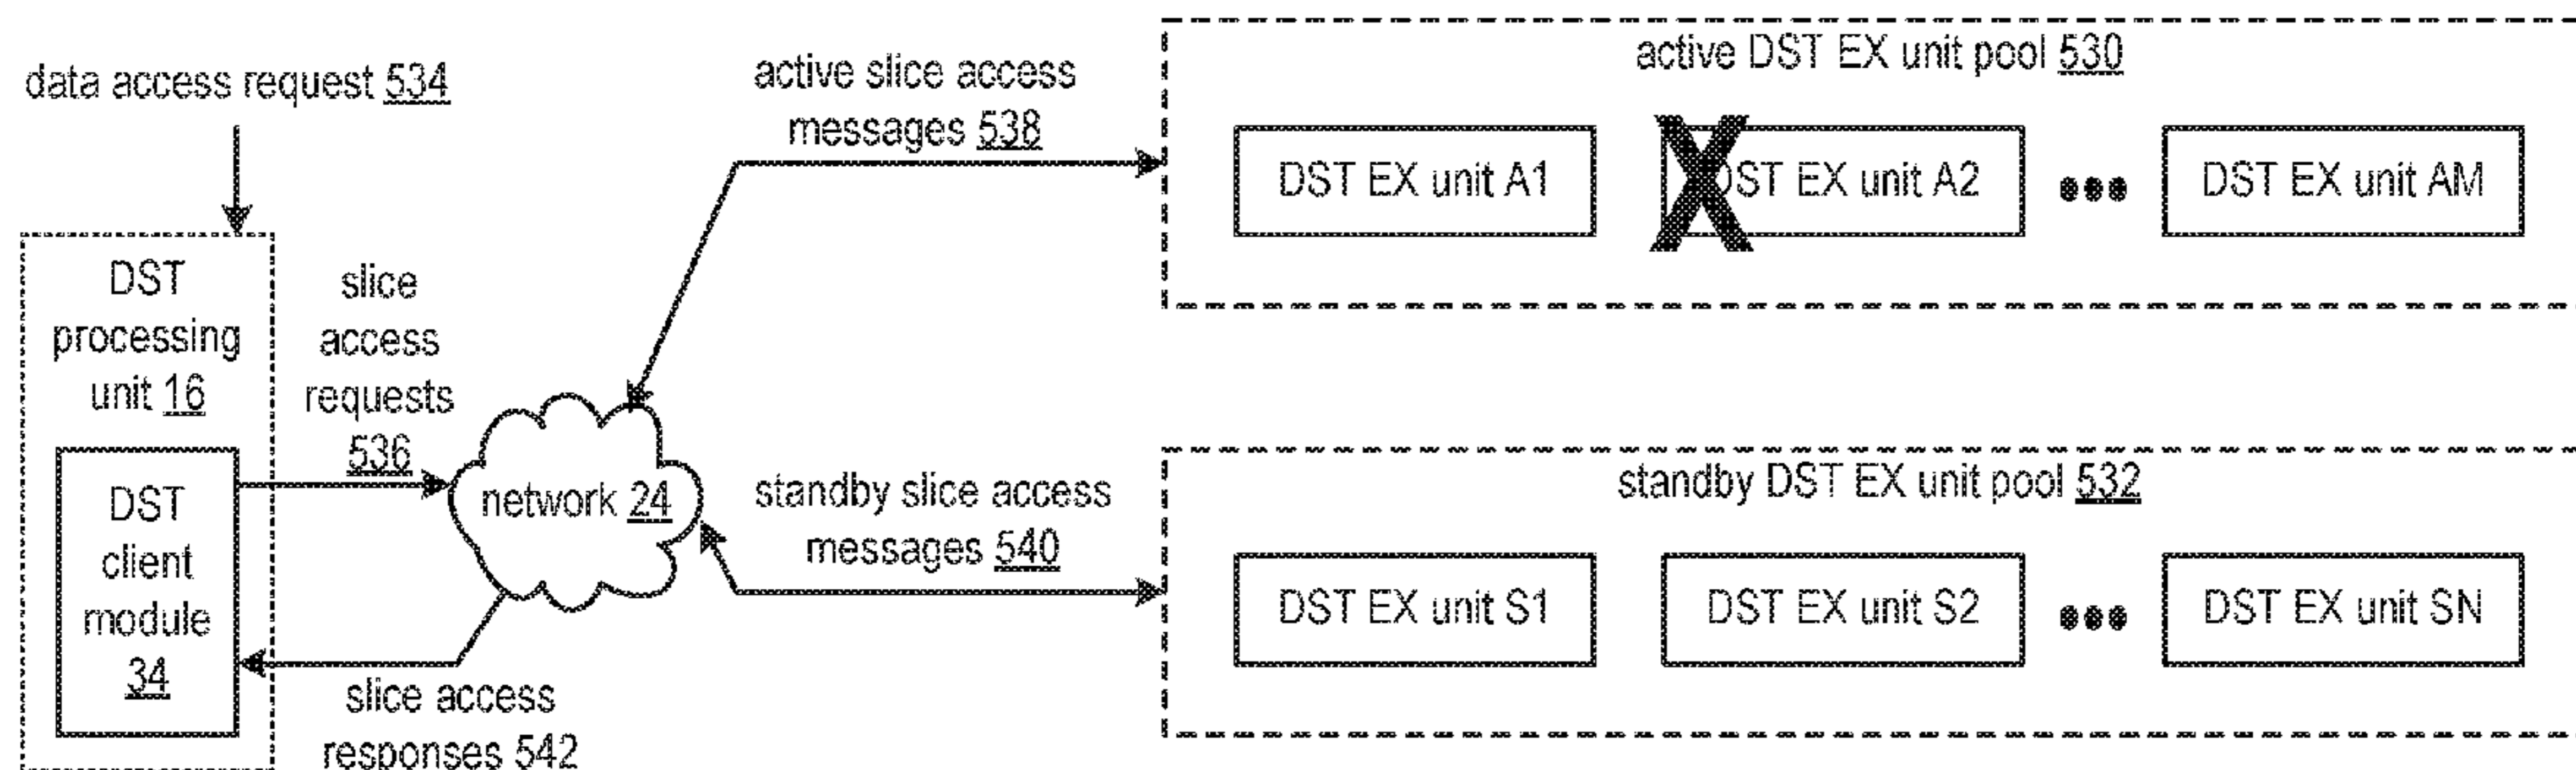 data access request 534
active slice access
messages 538
active DST EX unit pool 530
DST EX unit A1
DST EX unit A2
DST EX unit AM
DST
processing
unit 16
slice
access
requests
536
DST
client
module
34
network 24
standby slice access
messages 540
standby DST EX unit pool 532
DST EX unit S1
DST EX unit S2
DST EX unit SN
slice access
responses 542